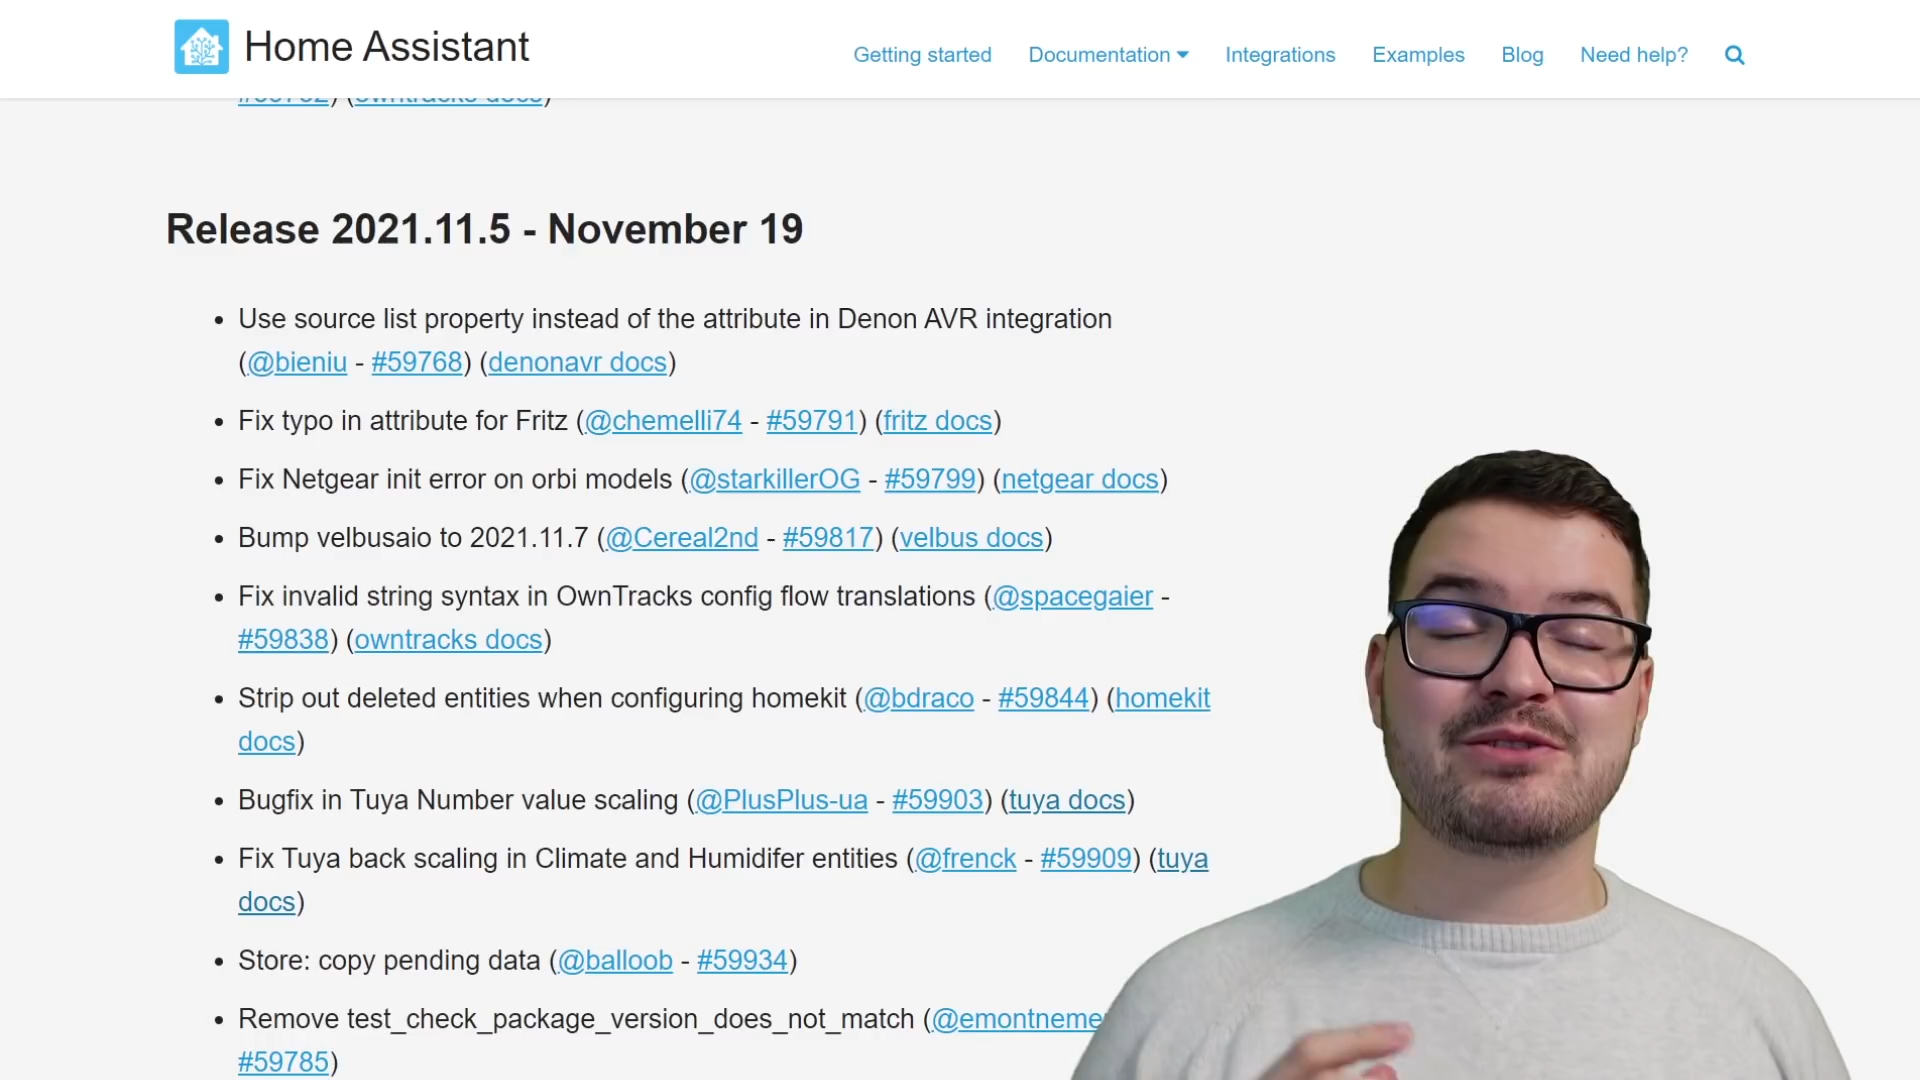 Home Assistant
Getting started Documentation Integrations Examples Blog Need help?
owntracks docs)
Release 2021.11.5 - November 19
• Use source list property instead of the attribute in Denon AVR integration
(@bieniu - #59768) (denonavr docs)
• Fix typo in attribute for Fritz (@chemelli74 - #59791) (fritz docs)
• Fix Netgear init error on orbi models (@starkillerOG - #59799) (netgear docs)
• Bump velbusaio to 2021.11.7 (@Cereal2nd - #59817) (velbus docs)
• Fix invalid string syntax in OwnTracks config flow translations (@spacegaier -
#59838) (owntracks docs)
• Strip out deleted entities when configuring homekit (@bdraco - #59844) (homekit
docs)
• Bugfix in Tuya Number value scaling (@PlusPlus-ua - #59903) (tuya docs)
• Fix Tuya back scaling in Climate and Humidifer entities (@frenck - #59909) (tuya
docs)
• Store: copy pending data (@balloob - #59934)
• Remove test_check_package_version_does_not_match (@emontneme
#59785)